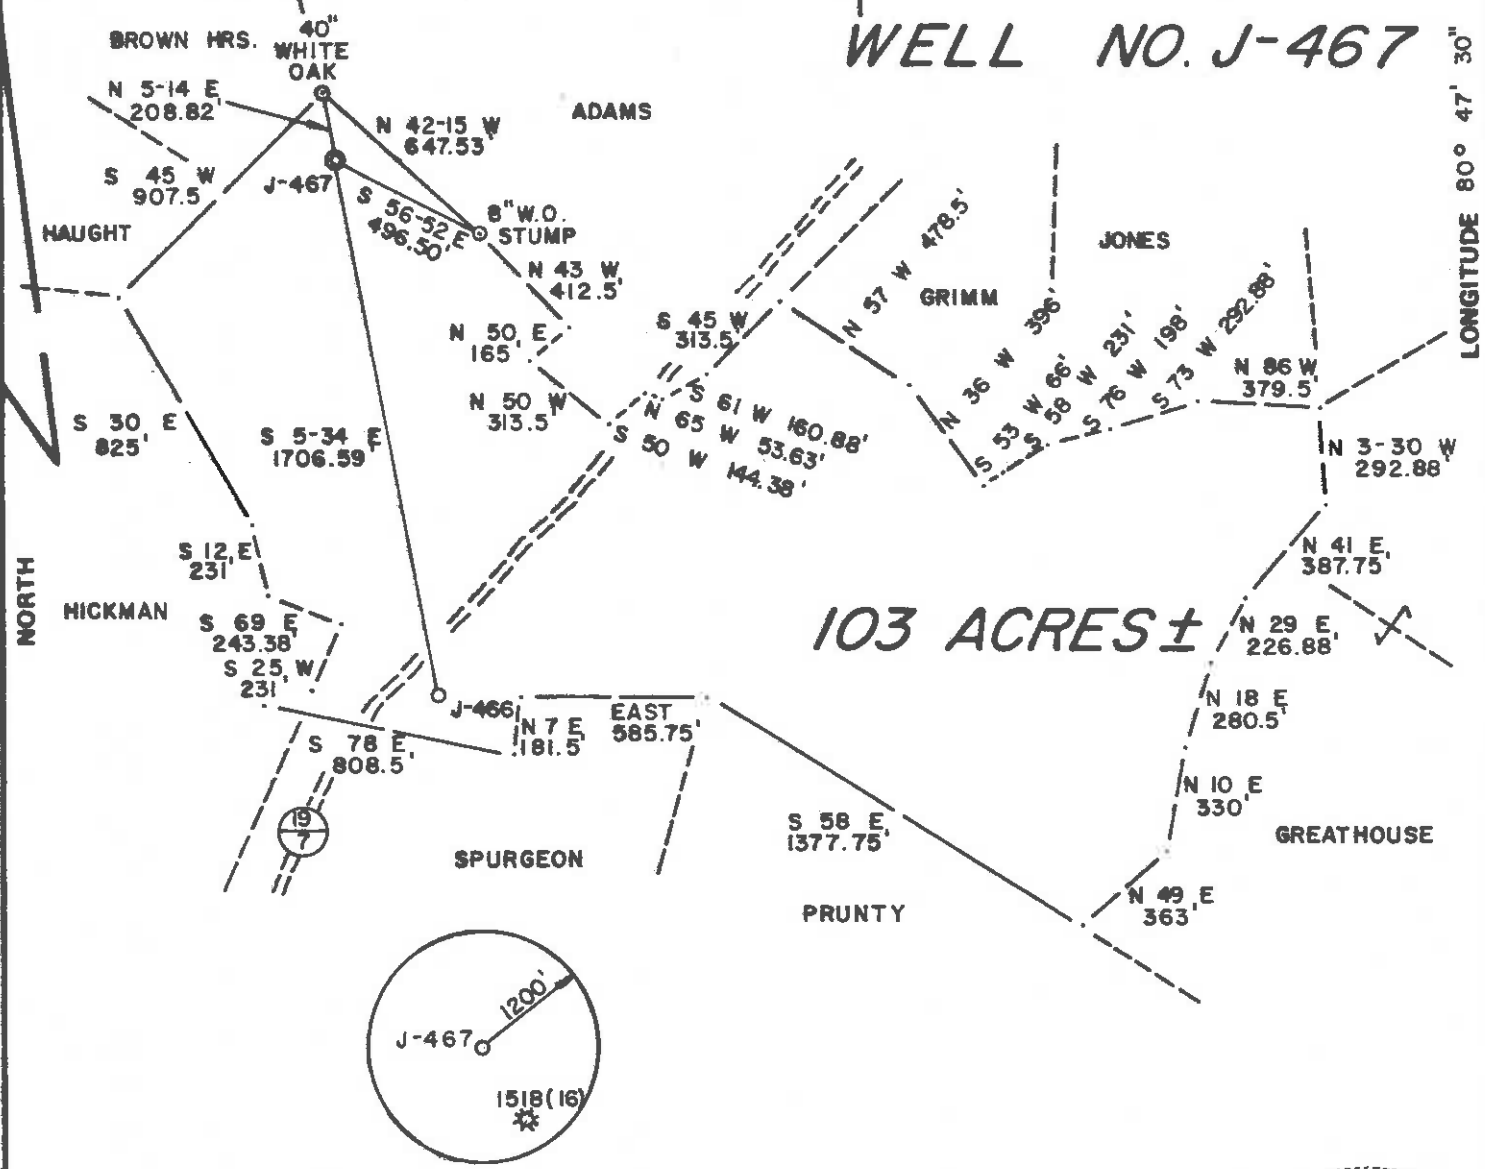 WELL NO. J-467
LONGITUDE 80° 47' 30"
BROWN HRS.
40"
WHITE
OAK
N 5-14 E
208.82'
ADAMS
N 42-15 W
647.53'
S 45 W
907.5'
J-467
S 56-52 E
496.50'
8" W.O.
STUMP
HAUGHT
N 43 W
412.5'
N 50 E
165'
S 45 W
313.5'
N 57 W 478.5'
GRIMM
JONES
N 36 W 396'
S 53 W 66'
S 58 W 231'
S 76 W 198'
S 73 W 292.88'
N 86 W
379.5'
N 50 W
313.5'
S 61 W 160.88'
N 65 W 53.63'
S 50 W 144.38'
S 30 E
825'
S 5-34 E
1706.59'
N 3-30 W
292.88'
NORTH
S 12 E
231'
N 41 E
387.75'
HICKMAN
S 69 E
243.38'
S 25 W
231'
103 ACRES±
N 29 E
226.88'
J-466
N 7 E
181.5'
EAST
585.75'
N 18 E
280.5'
S 78 E
808.5'
N 10 E
330'
19
7
S 58 E
1377.75'
GREATHOUSE
SPURGEON
PRUNTY
N 49 E
363'
1200'
J-467
1518(16)